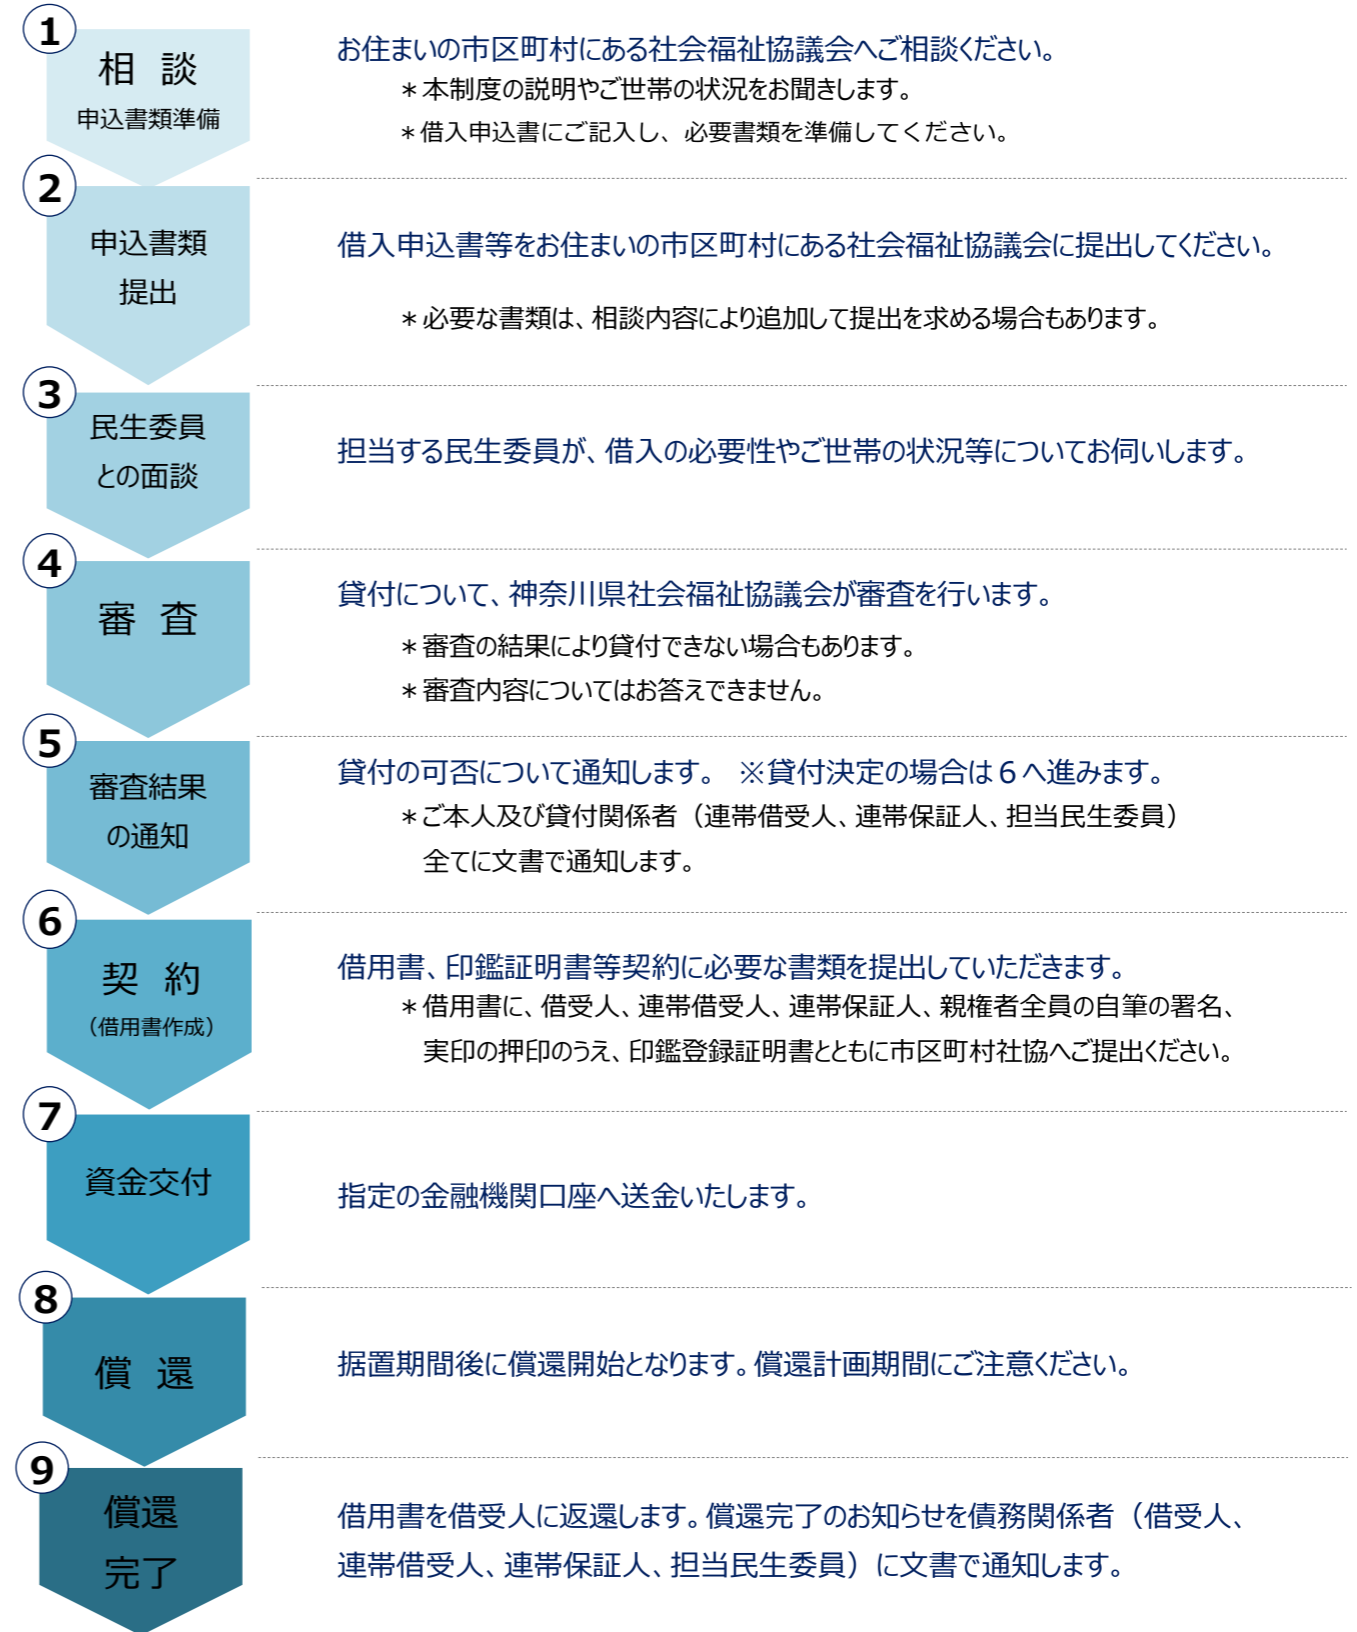 ①
相 談
申込書類準備
お住まいの市区町村にある社会福祉協議会へご相談ください。
＊本制度の説明やご世帯の状況をお聞きします。
＊借入申込書にご記入し、必要書類を準備してください。
②
申込書類
提出
借入申込書等をお住まいの市区町村にある社会福祉協議会に提出してください。
＊必要な書類は、相談内容により追加して提出を求める場合もあります。
③
民生委員
との面談
担当する民生委員が、借入の必要性やご世帯の状況等についてお伺いします。
④
審 査
貸付について、神奈川県社会福祉協議会が審査を行います。
＊審査の結果により貸付できない場合もあります。
＊審査内容についてはお答えできません。
⑤
審査結果
の通知
貸付の可否について通知します。 ※貸付決定の場合は６へ進みます。
＊ご本人及び貸付関係者（連帯借受人、連帯保証人、担当民生委員）
全てに文書で通知します。
⑥
契 約
（借用書作成）
借用書、印鑑証明書等契約に必要な書類を提出していただきます。
＊借用書に、借受人、連帯借受人、連帯保証人、親権者全員の自筆の署名、
実印の押印のうえ、印鑑登録証明書とともに市区町村社協へご提出ください。
⑦
資金交付
指定の金融機関口座へ送金いたします。
⑧
償 還
据置期間後に償還開始となります。償還計画期間にご注意ください。
⑨
償還
完了
借用書を借受人に返還します。償還完了のお知らせを債務関係者（借受人、
連帯借受人、連帯保証人、担当民生委員）に文書で通知します。